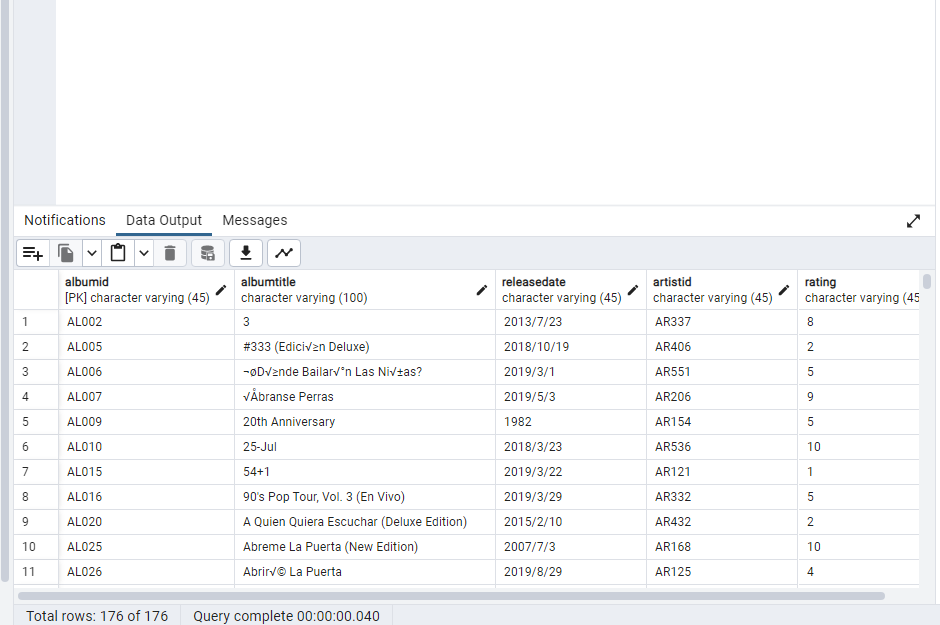 Notifications Data Output Messages
albumid albumtitle releasedate artistid rating
[PK] character varying (45) character varying (100) character varying (45) character varying (45) character varying (45
1 AL002 3 2013/7/23 AR337 8
2 AL005 #333 (Edici√≥n Deluxe) 2018/10/19 AR406 2
3 AL006 ¬øD√≥nde Bailar√°n Las Ni√±as? 2019/3/1 AR551 5
4 AL007 √Åbranse Perras 2019/5/3 AR206 9
5 AL009 20th Anniversary 1982 AR154 5
6 AL010 25-Jul 2018/3/23 AR536 10
7 AL015 54+1 2019/3/22 AR121 1
8 AL016 90's Pop Tour, Vol. 3 (En Vivo) 2019/3/29 AR332 5
9 AL020 A Quien Quiera Escuchar (Deluxe Edition) 2015/2/10 AR432 2
10 AL025 Abreme La Puerta (New Edition) 2007/7/3 AR168 10
11 AL026 Abrir√© La Puerta 2019/8/29 AR125 4
Total rows: 176 of 176 Query complete 00:00:00.040